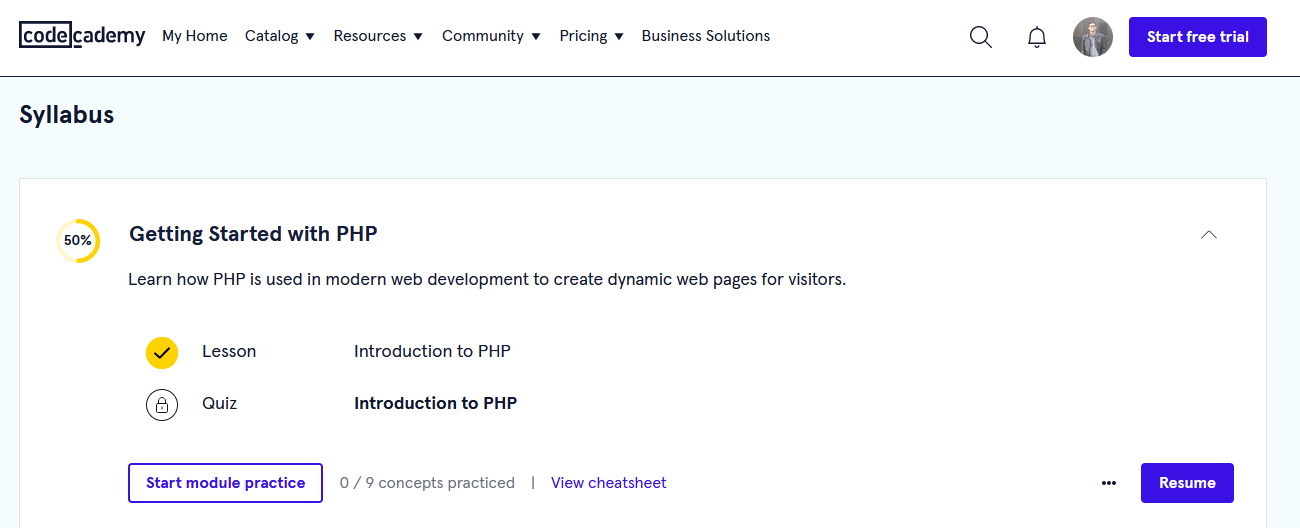 codecademy My Home Catalog Resources Community Pricing Business Solutions Start free trial
Syllabus
50% Getting Started with PHP
Learn how PHP is used in modern web development to create dynamic web pages for visitors.
Lesson Introduction to PHP
Quiz Introduction to PHP
Start module practice 0 / 9 concepts practiced | View cheatsheet ••• Resume